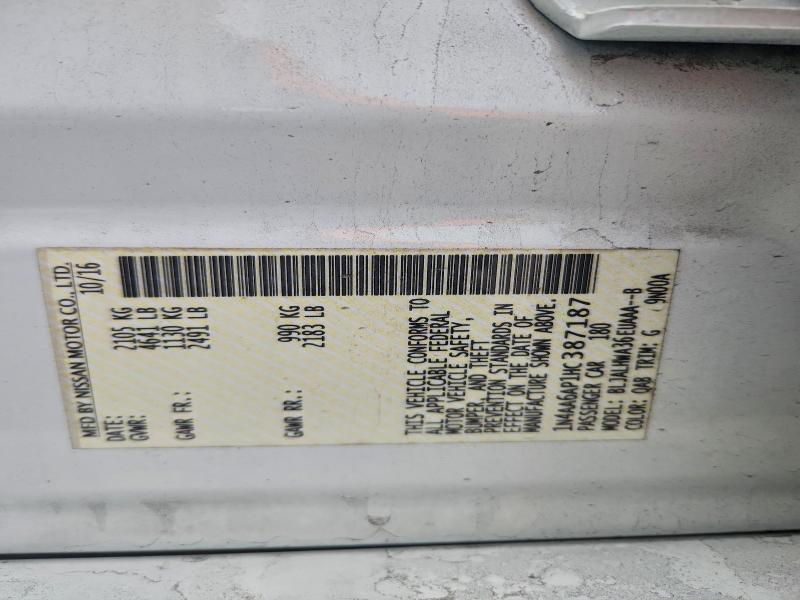 MFD BY NISSAN MOTOR CO., LTD.
DATE: 10/16
GVWR: 2105 KG
4641 LB
GAWR FR.: 1130 KG
2491 LB
GAWR RR.: 990 KG
2183 LB
THIS VEHICLE CONFORMS TO
ALL APPLICABLE FEDERAL
MOTOR VEHICLE SAFETY,
BUMPER, AND THEFT
PREVENTION STANDARDS IN
EFFECT ON THE DATE OF
MANUFACTURE SHOWN ABOVE.
1N4AA6AP1HC387187
PASSENGER CAR 180
MODEL: BLJALHWA36EUAAA--B
COLOR: QAB TRIM: G 9N00A